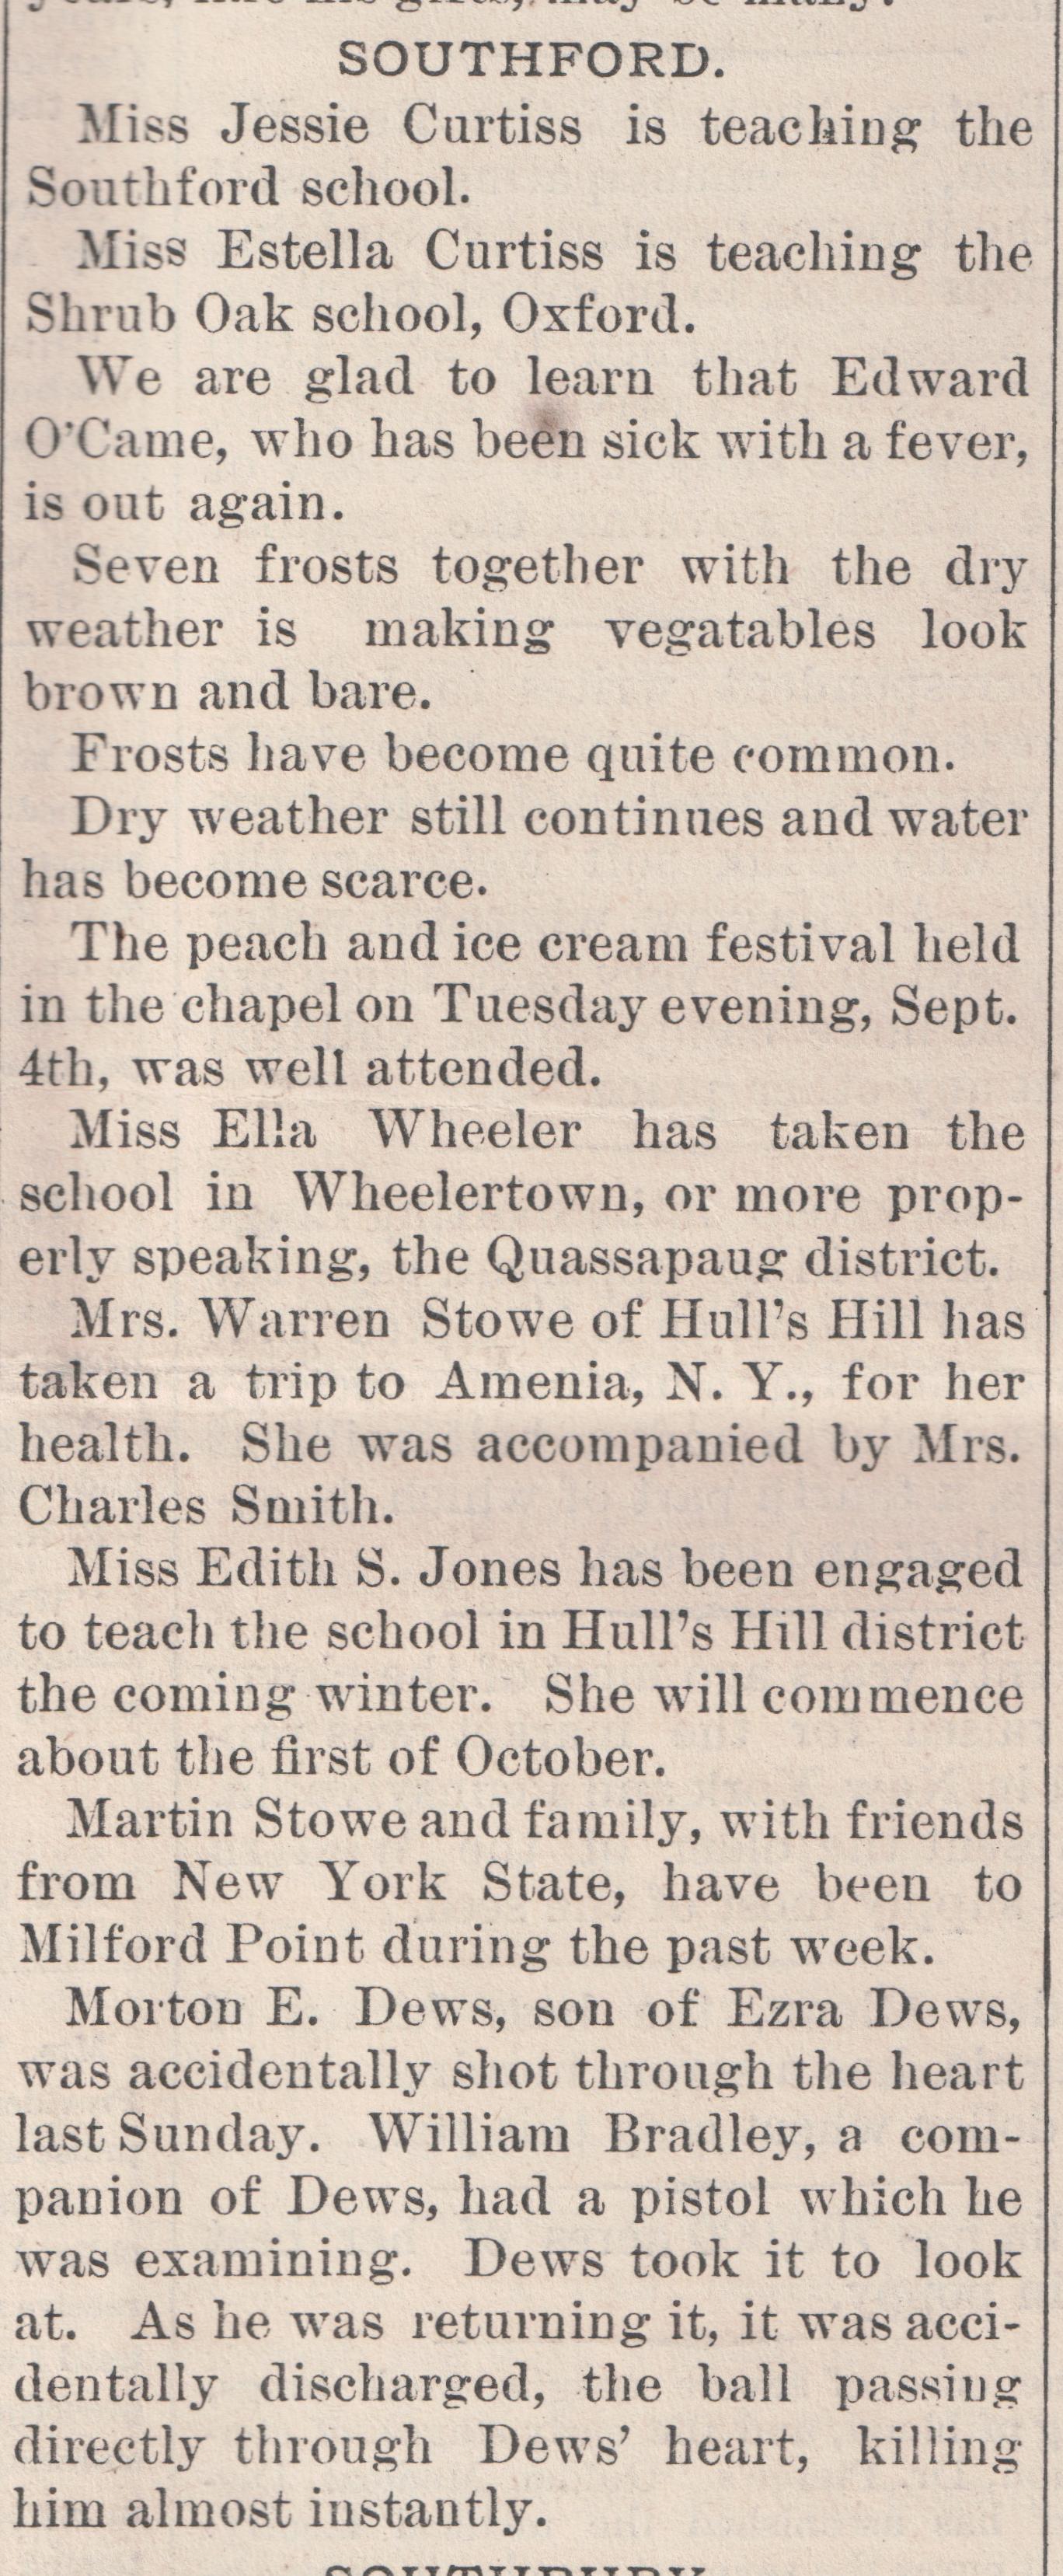 SOUTHFORD.
Miss Jessie Curtiss is teaching the
Southford school.
Miss Estella Curtiss is teaching the
Shrub Oak school, Oxford.
We are glad to learn that Edward
O'Came, who has been sick with a fever,
is out again.
Seven frosts together with the dry
weather is making vegatables look
brown and bare.
Frosts have become quite common.
Dry weather still continues and water
has become scarce.
The peach and ice cream festival held
in the chapel on Tuesday evening, Sept.
4th, was well attended.
Miss Ella Wheeler has taken the
school in Wheelertown, or more prop-
erly speaking, the Quassapaug district.
Mrs. Warren Stowe of Hull's Hill has
taken a trip to Amenia, N. Y., for her
health. She was accompanied by Mrs.
Charles Smith.
Miss Edith S. Jones has been engaged
to teach the school in Hull's Hill district
the coming winter. She will commence
about the first of October.
Martin Stowe and family, with friends
from New York State, have been to
Milford Point during the past week.
Morton E. Dews, son of Ezra Dews,
was accidentally shot through the heart
last Sunday. William Bradley, a com-
panion of Dews, had a pistol which he
was examining. Dews took it to look
at. As he was returning it, it was acci-
dentally discharged, the ball passing
directly through Dews' heart, killing
him almost instantly.